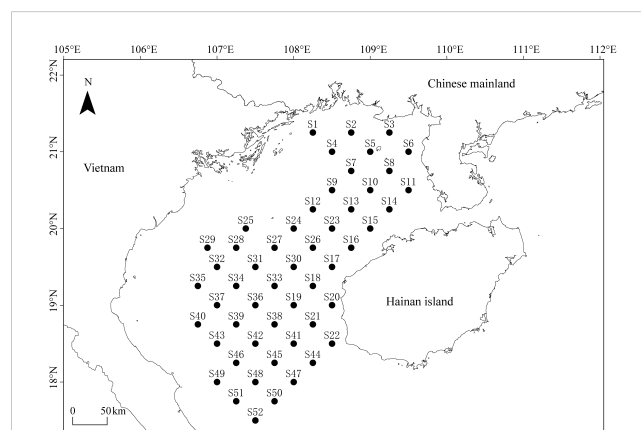 105°E 106°E 107°E 108°E 109°E 110°E 111°E 112°E
22°N
N
Chinese mainland
S1 S2 S3
21°N
S4 S5 S6
Vietnam
S7 S8
S9 S10 S11
S12 S13 S14
20°N
S25 S24 S23 S15
S29 S28 S27 S26 S16
S32 S31 S30 S17
S35 S34 S33 S18
19°N
S37 S36 S19 S20
Hainan island
S40 S39 S38 S21
S43 S42 S41 S22
S46 S45 S44
18°N
S49 S48 S47
S51 S50
S52
0 50 km